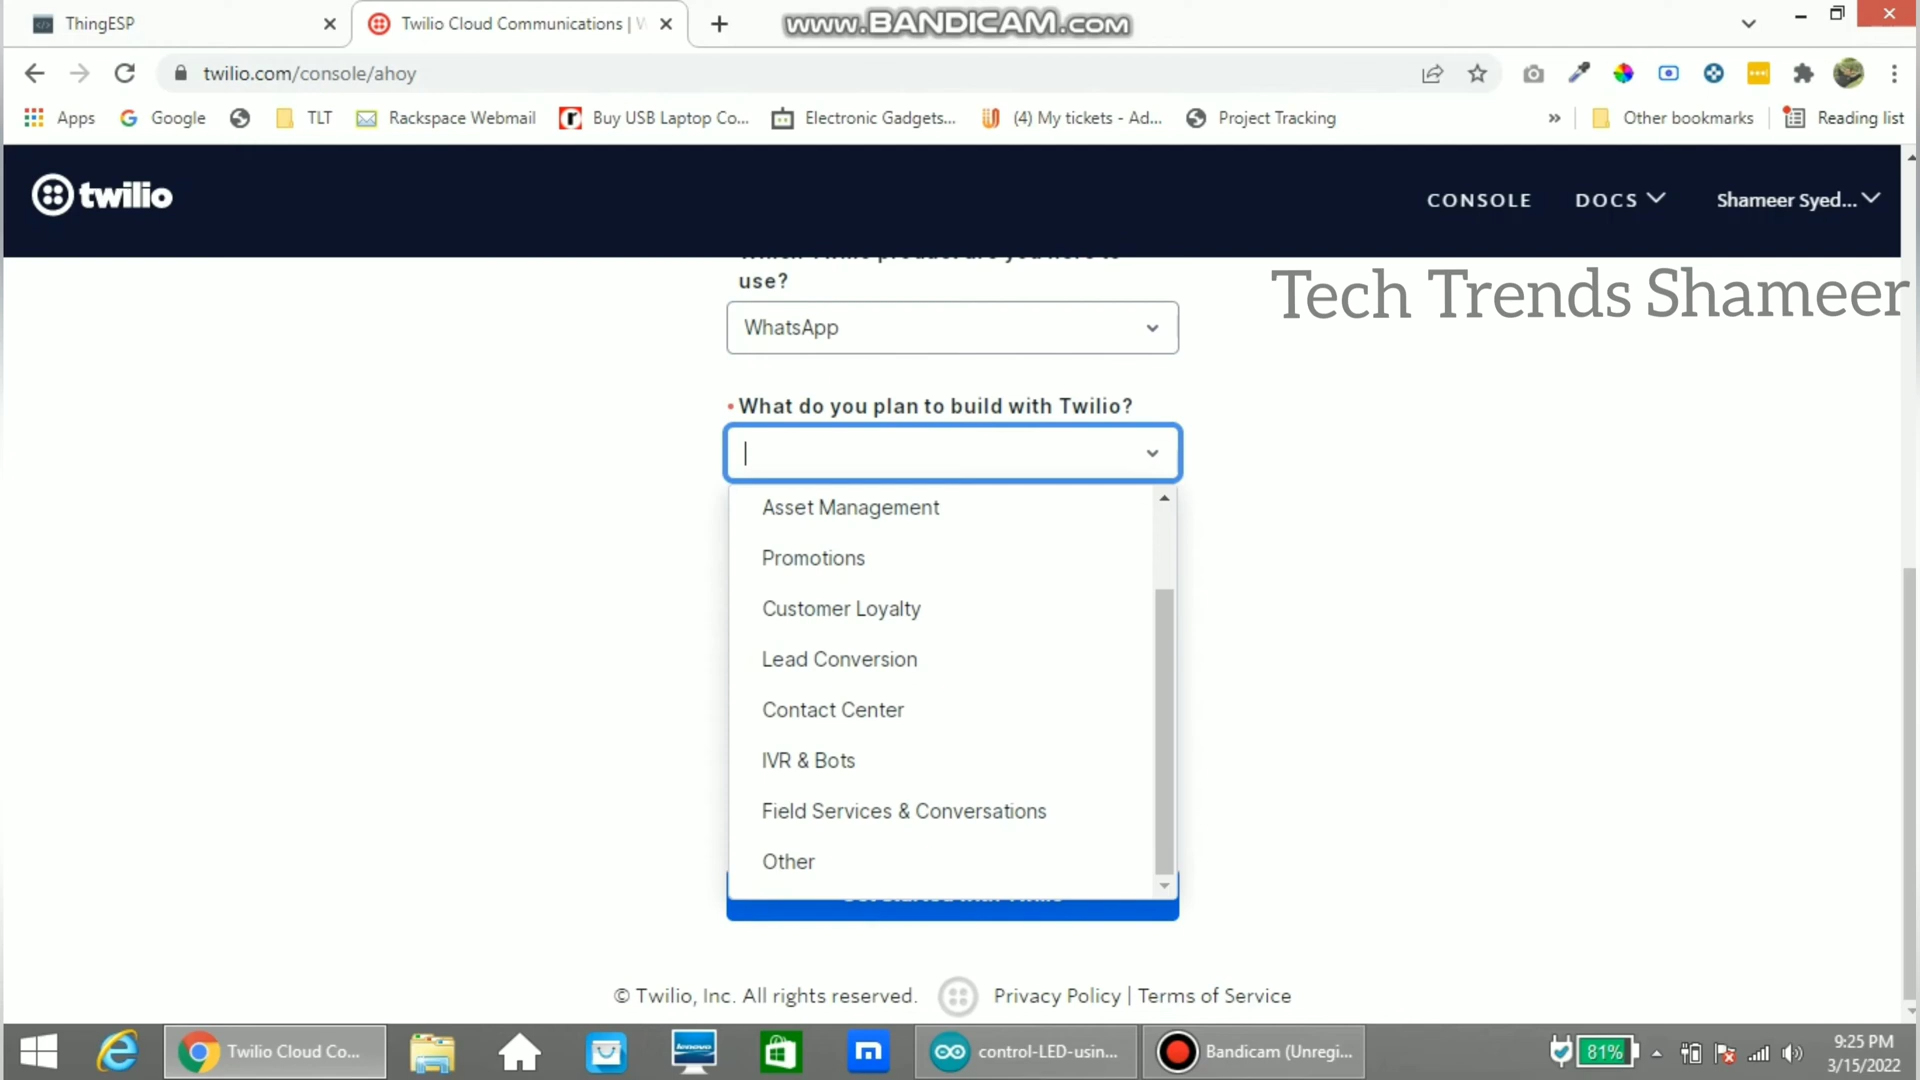 ThingESP
Twilio Cloud Communications | W
www.BANDICAM.com
twilio.com/console/ahoy
Apps
Google
TLT
Rackspace Webmail
Buy USB Laptop Co...
Electronic Gadgets...
(4) My tickets - Ad...
Project Tracking
»
Other bookmarks
Reading list
twilio
CONSOLE
DOCS
Shameer Syed...
Tech Trends Shameer
use?
WhatsApp
What do you plan to build with Twilio?
Asset Management
Promotions
Customer Loyalty
Lead Conversion
Contact Center
IVR & Bots
Field Services & Conversations
Other
© Twilio, Inc. All rights reserved.
Privacy Policy | Terms of Service
Twilio Cloud Co...
lenovo
control-LED-usin...
Bandicam (Unregi...
81%
9:25 PM
3/15/2022